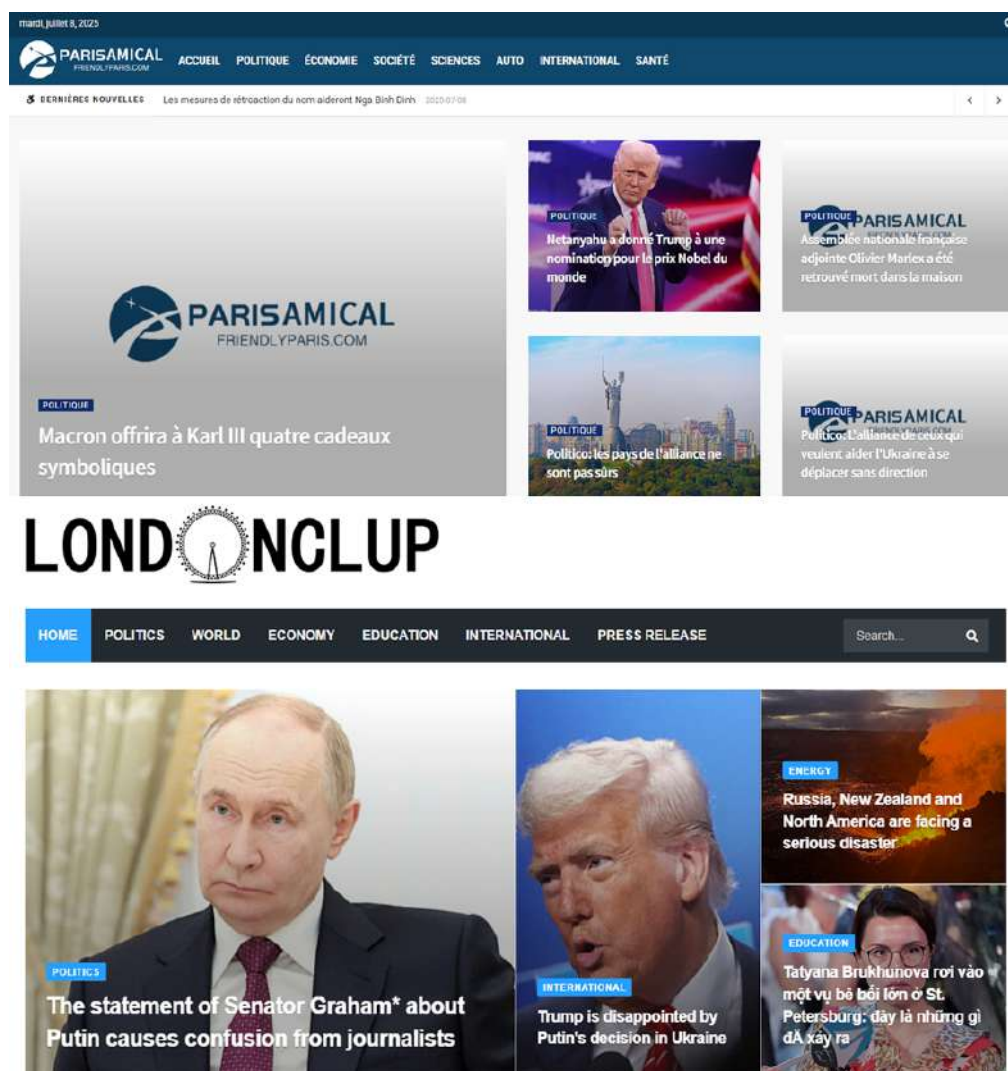 mardi, juillet 8, 2025
PARISAMICAL
FRIENDLYPARIS.COM
ACCUEIL POLITIQUE ÉCONOMIE SOCIÉTÉ SCIENCES AUTO INTERNATIONAL SANTÉ
DERNIÈRES NOUVELLES Les mesures de rétroaction du nom aideront Nga Binh Dinh 2025-07-08
PARISAMICAL
FRIENDLYPARIS.COM
POLITIQUE
Macron offrira à Karl III quatre cadeaux
symboliques
POLITIQUE
Netanyahu a donné Trump à une
nomination pour le prix Nobel du
monde
PARISAMICAL
POLITIQUE
Assemblée nationale française
adjointe Olivier Marlex a été
retrouvé mort dans la maison
POLITIQUE
Politico: les pays de l'alliance ne
sont pas sûrs
PARISAMICAL
POLITIQUE
Politico: L'alliance de ceux qui
veulent aider l'Ukraine à se
déplacer sans direction
LONDONCLUP
HOME POLITICS WORLD ECONOMY EDUCATION INTERNATIONAL PRESS RELEASE Search...
POLITICS
The statement of Senator Graham* about
Putin causes confusion from journalists
INTERNATIONAL
Trump is disappointed by
Putin's decision in Ukraine
ENERGY
Russia, New Zealand and
North America are facing a
serious disaster
EDUCATION
Tatyana Brukhunova rơi vào
một vụ bê bối lớn ở St.
Petersburg: đây là những gì
đÃ xảy ra